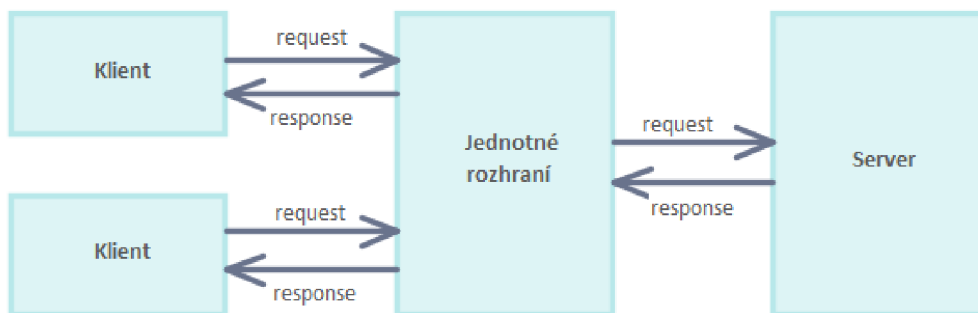 Klient
request
response
Jednotné
rozhraní
request
response
Server
Klient
request
response